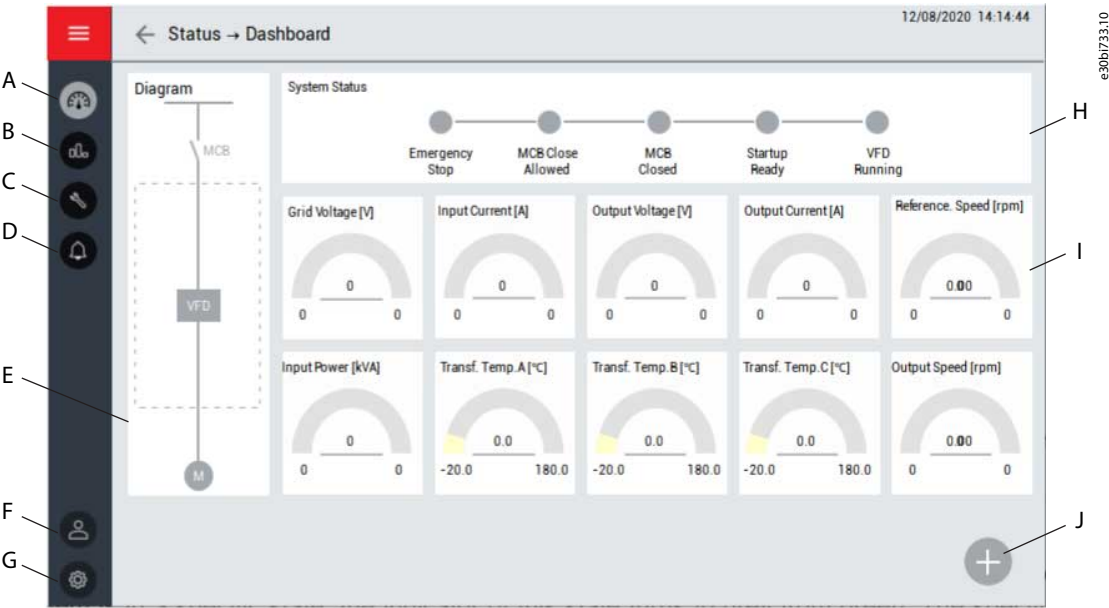 12/08/2020 14:14:44
e30bi733.10
← Status → Dashboard
A
B
C
D
E
F
G
Diagram
MCB
VFD
M
System Status
Emergency
Stop
MCB Close
Allowed
MCB
Closed
Startup
Ready
VFD
Running
H
Grid Voltage [V]
0
0 0
Input Current [A]
0
0 0
Output Voltage [V]
0
0 0
Output Current [A]
0
0 0
Reference. Speed [rpm]
0.00
0 0
I
Input Power [kVA]
0
0 0
Transf. Temp. A [°C]
0.0
-20.0 180.0
Transf. Temp. B [°C]
0.0
-20.0 180.0
Transf. Temp. C [°C]
0.0
-20.0 180.0
Output Speed [rpm]
0.00
0 0
J